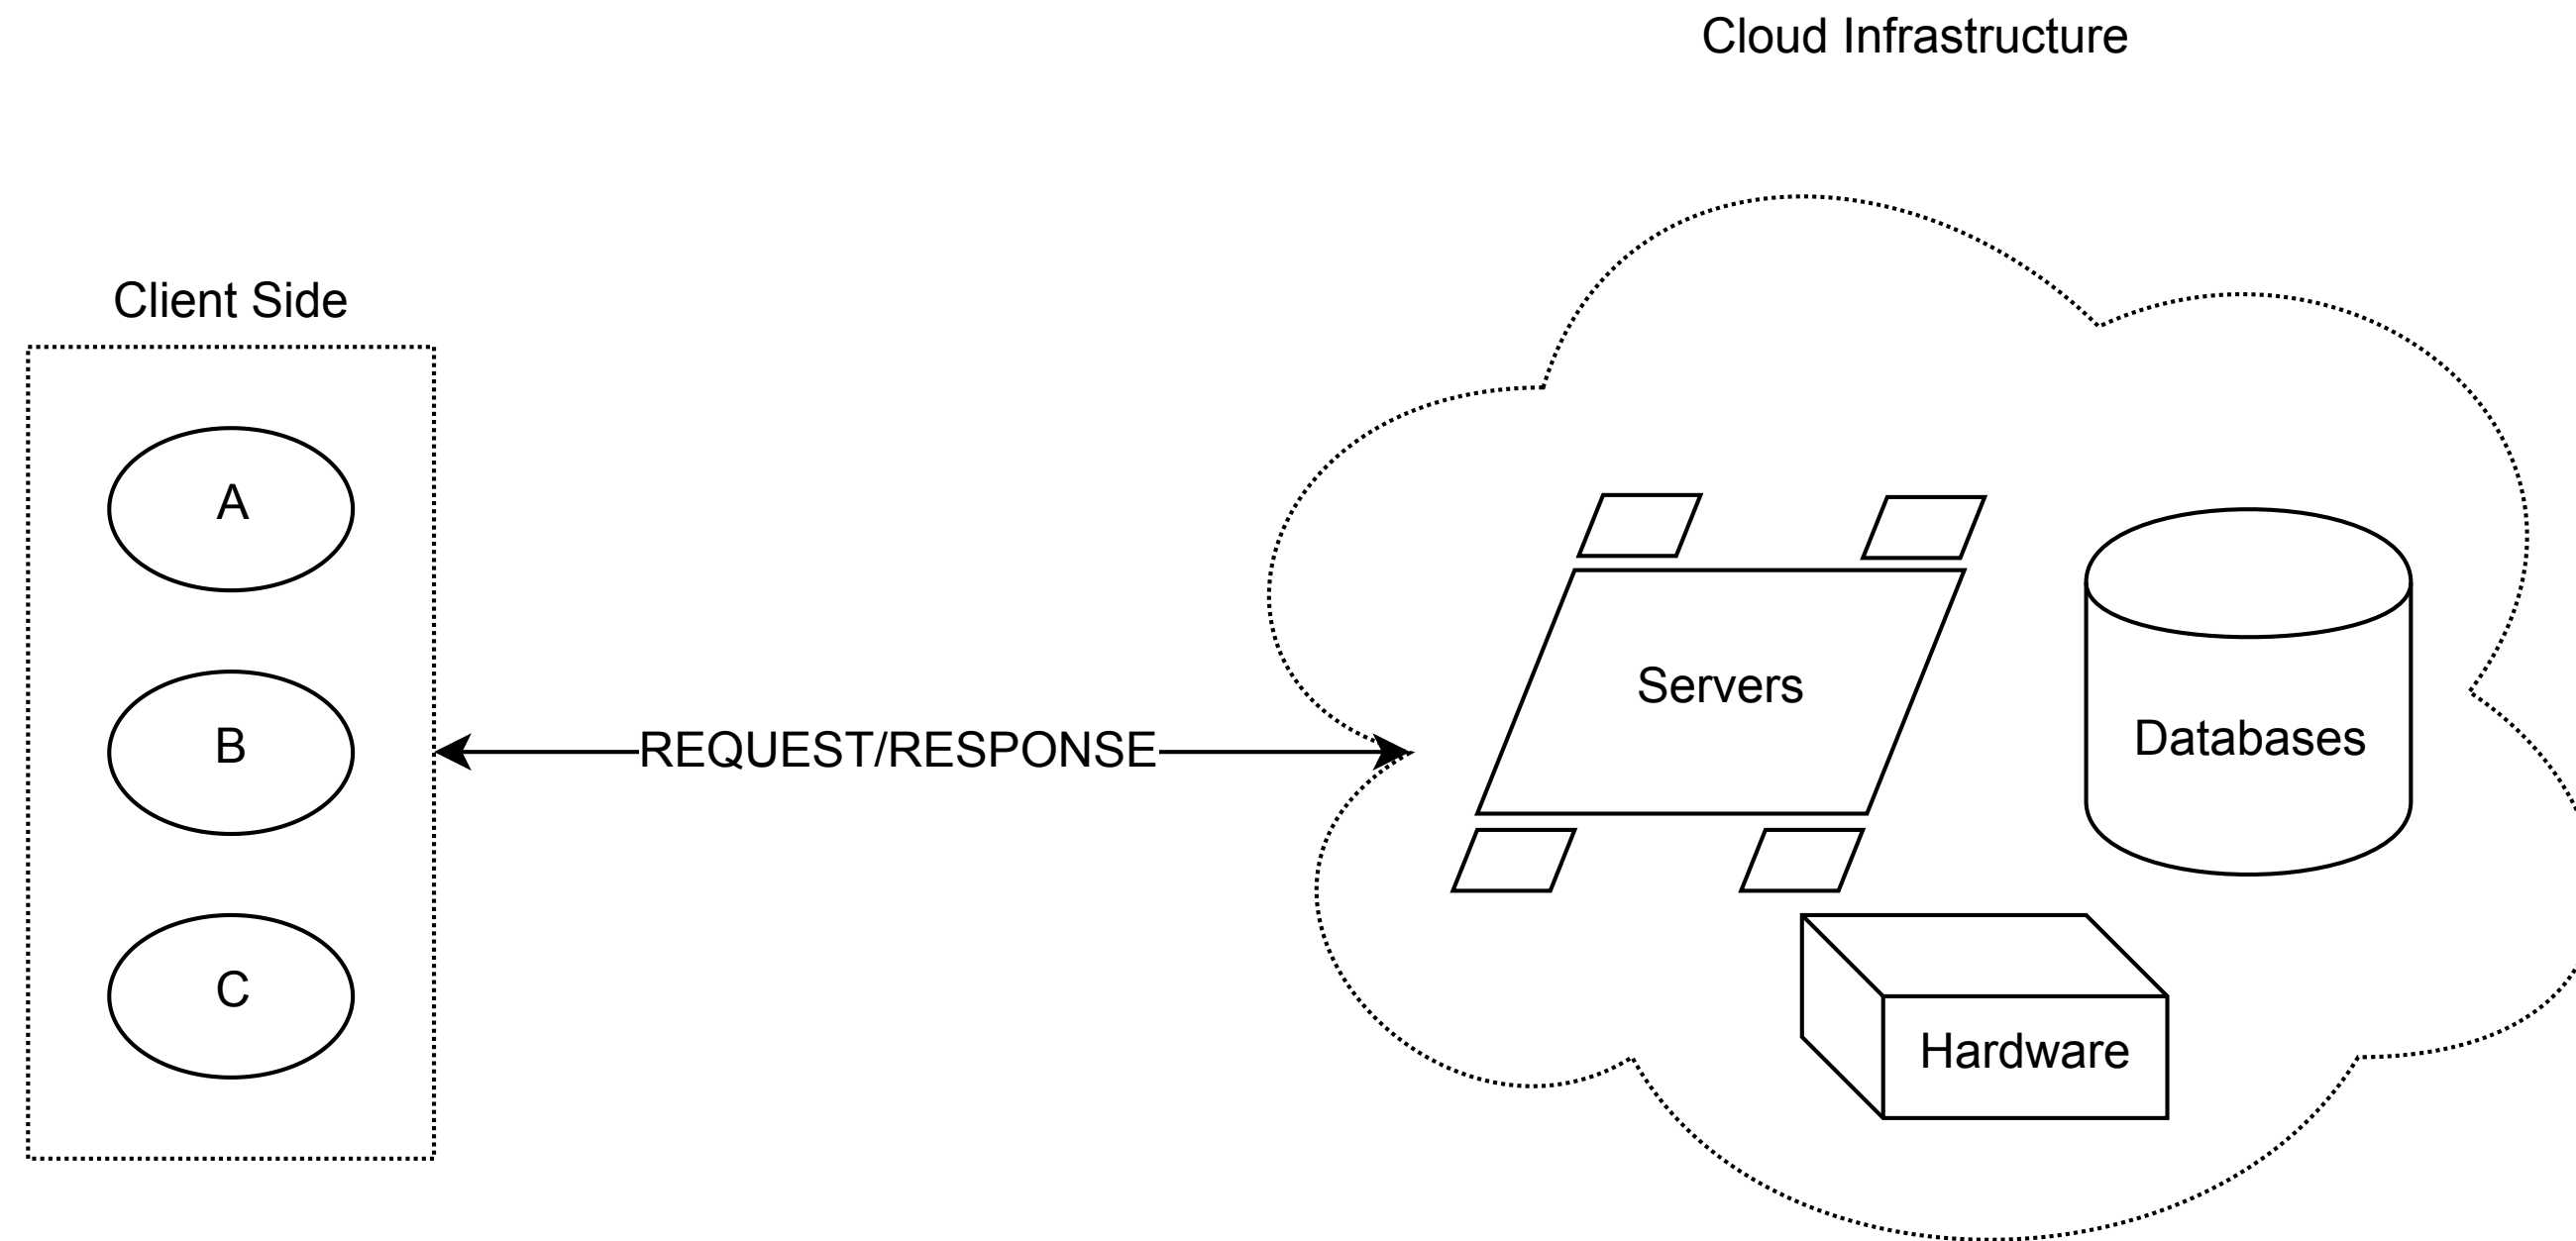 Cloud Infrastructure
Client Side
A
B
C
REQUEST/RESPONSE
Servers
Databases
Hardware